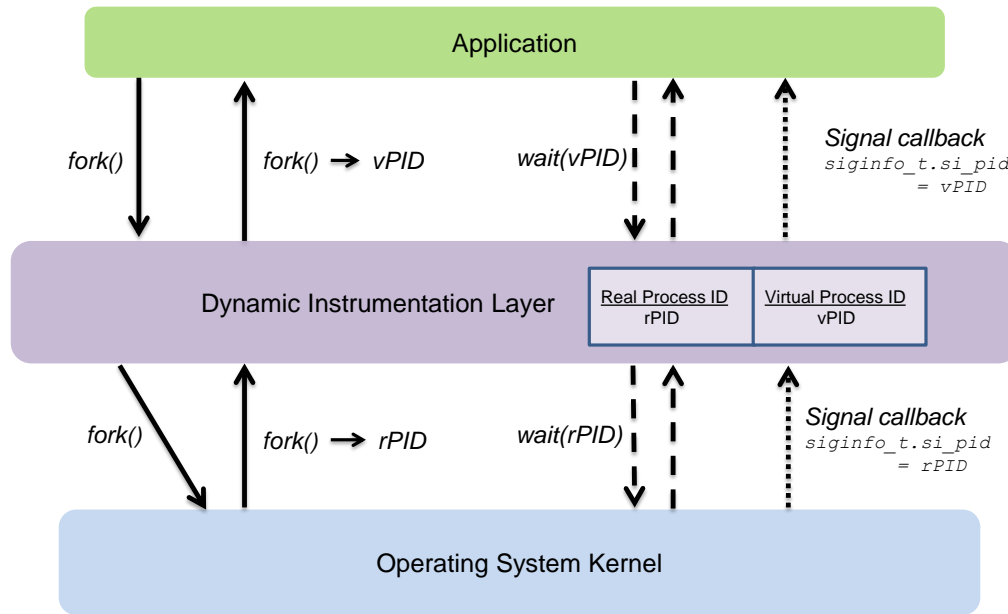 Application
fork()
fork() → vPID
wait(vPID)
Signal callback
siginfo_t.si_pid
= vPID
Dynamic Instrumentation Layer
Real Process ID
rPID
Virtual Process ID
vPID
fork()
fork() → rPID
wait(rPID)
Signal callback
siginfo_t.si_pid
= rPID
Operating System Kernel